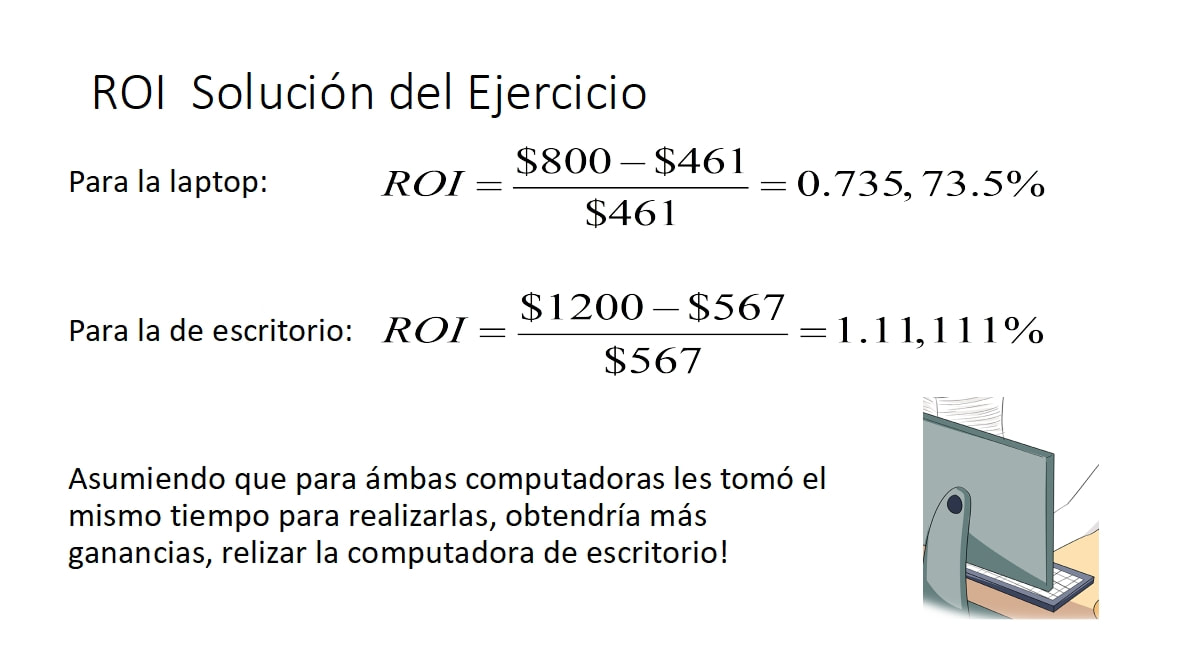 ROI Solución del Ejercicio
Para la laptop: ROI = \frac{$800 – $461}{$461} = 0.735, 73.5%
Para la de escritorio: ROI = \frac{$1200 – $567}{$567} = 1.11, 111%
Asumiendo que para ámbas computadoras les tomó el
mismo tiempo para realizarlas, obtendría más
ganancias, relizar la computadora de escritorio!